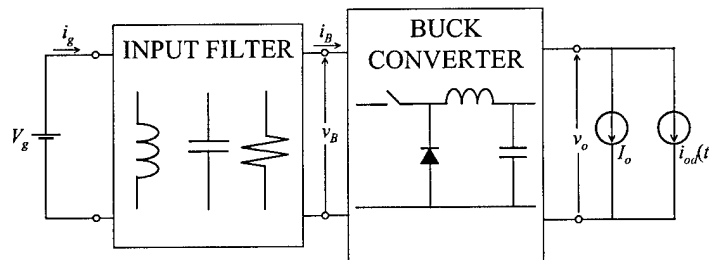 i_g
INPUT FILTER
i_B
BUCK
CONVERTER
V_g
v_B
v_o
I_o
i_od(t